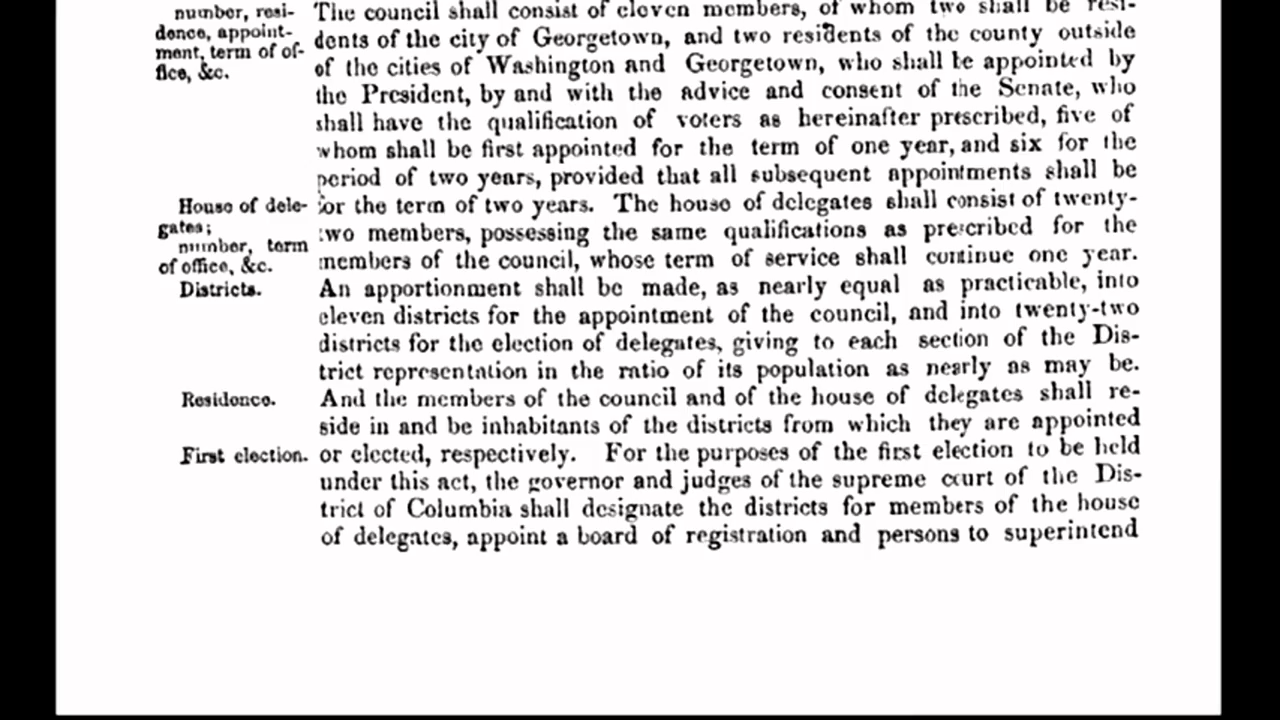 number, resi-
dence, appoint-
ment, term of of-
fice, &c.
The council shall consist of eleven members, of whom two shall be resi-
dents of the city of Georgetown, and two residents of the county outside
of the cities of Washington and Georgetown, who shall be appointed by
the President, by and with the advice and consent of the Senate, who
shall have the qualification of voters as hereinafter prescribed, five of
whom shall be first appointed for the term of one year, and six for the
period of two years, provided that all subsequent appointments shall be
House of dele-
gates;
number, term
of office, &c.
for the term of two years. The house of delegates shall consist of twenty-
two members, possessing the same qualifications as prescribed for the
members of the council, whose term of service shall continue one year.
Districts.
An apportionment shall be made, as nearly equal as practicable, into
eleven districts for the appointment of the council, and into twenty-two
districts for the election of delegates, giving to each section of the Dis-
trict representation in the ratio of its population as nearly as may be.
Residence.
And the members of the council and of the house of delegates shall re-
side in and be inhabitants of the districts from which they are appointed
First election.
or elected, respectively. For the purposes of the first election to be held
under this act, the governor and judges of the supreme court of the Dis-
trict of Columbia shall designate the districts for members of the house
of delegates, appoint a board of registration and persons to superintend